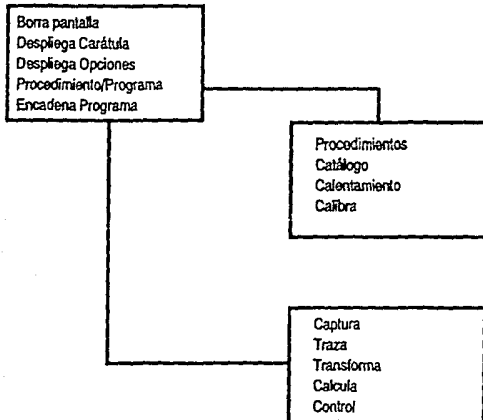 Borra pantalla
Despliega Carátula
Despliega Opciones
Procedimiento/Programa
Encadena Programa
Procedimientos
Catálogo
Calentamiento
Calibra
Captura
Traza
Transforma
Calcula
Control